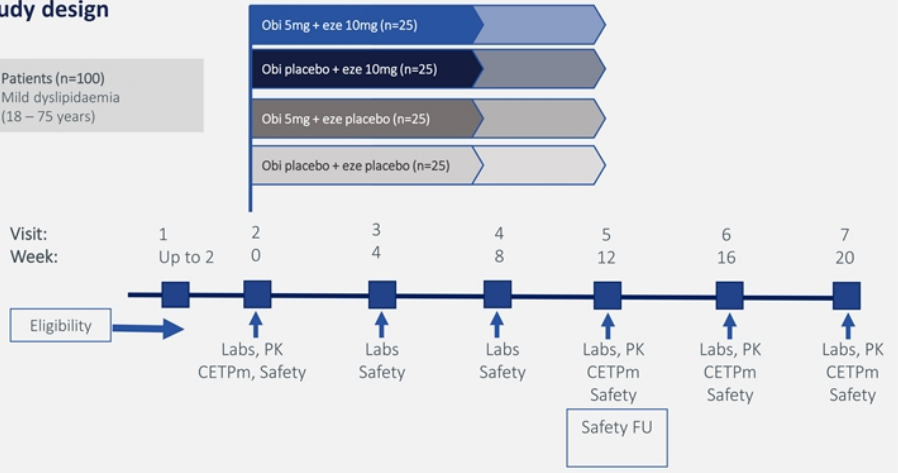 udy design
Obi 5mg + eze 10mg (n=25)
Obi placebo + eze 10mg (n=25)
Obi 5mg + eze placebo (n=25)
Obi placebo + eze placebo (n=25)
Patients (n=100)
Mild dyslipidaemia
(18 – 75 years)
Visit: 1 2 3 4 5 6 7
Week: Up to 2 0 4 8 12 16 20
Eligibility
Labs, PK
CETPm, Safety
Labs
Safety
Labs
Safety
Labs, PK
CETPm
Safety
Labs, PK
CETPm
Safety
Labs, PK
CETPm
Safety
Safety FU